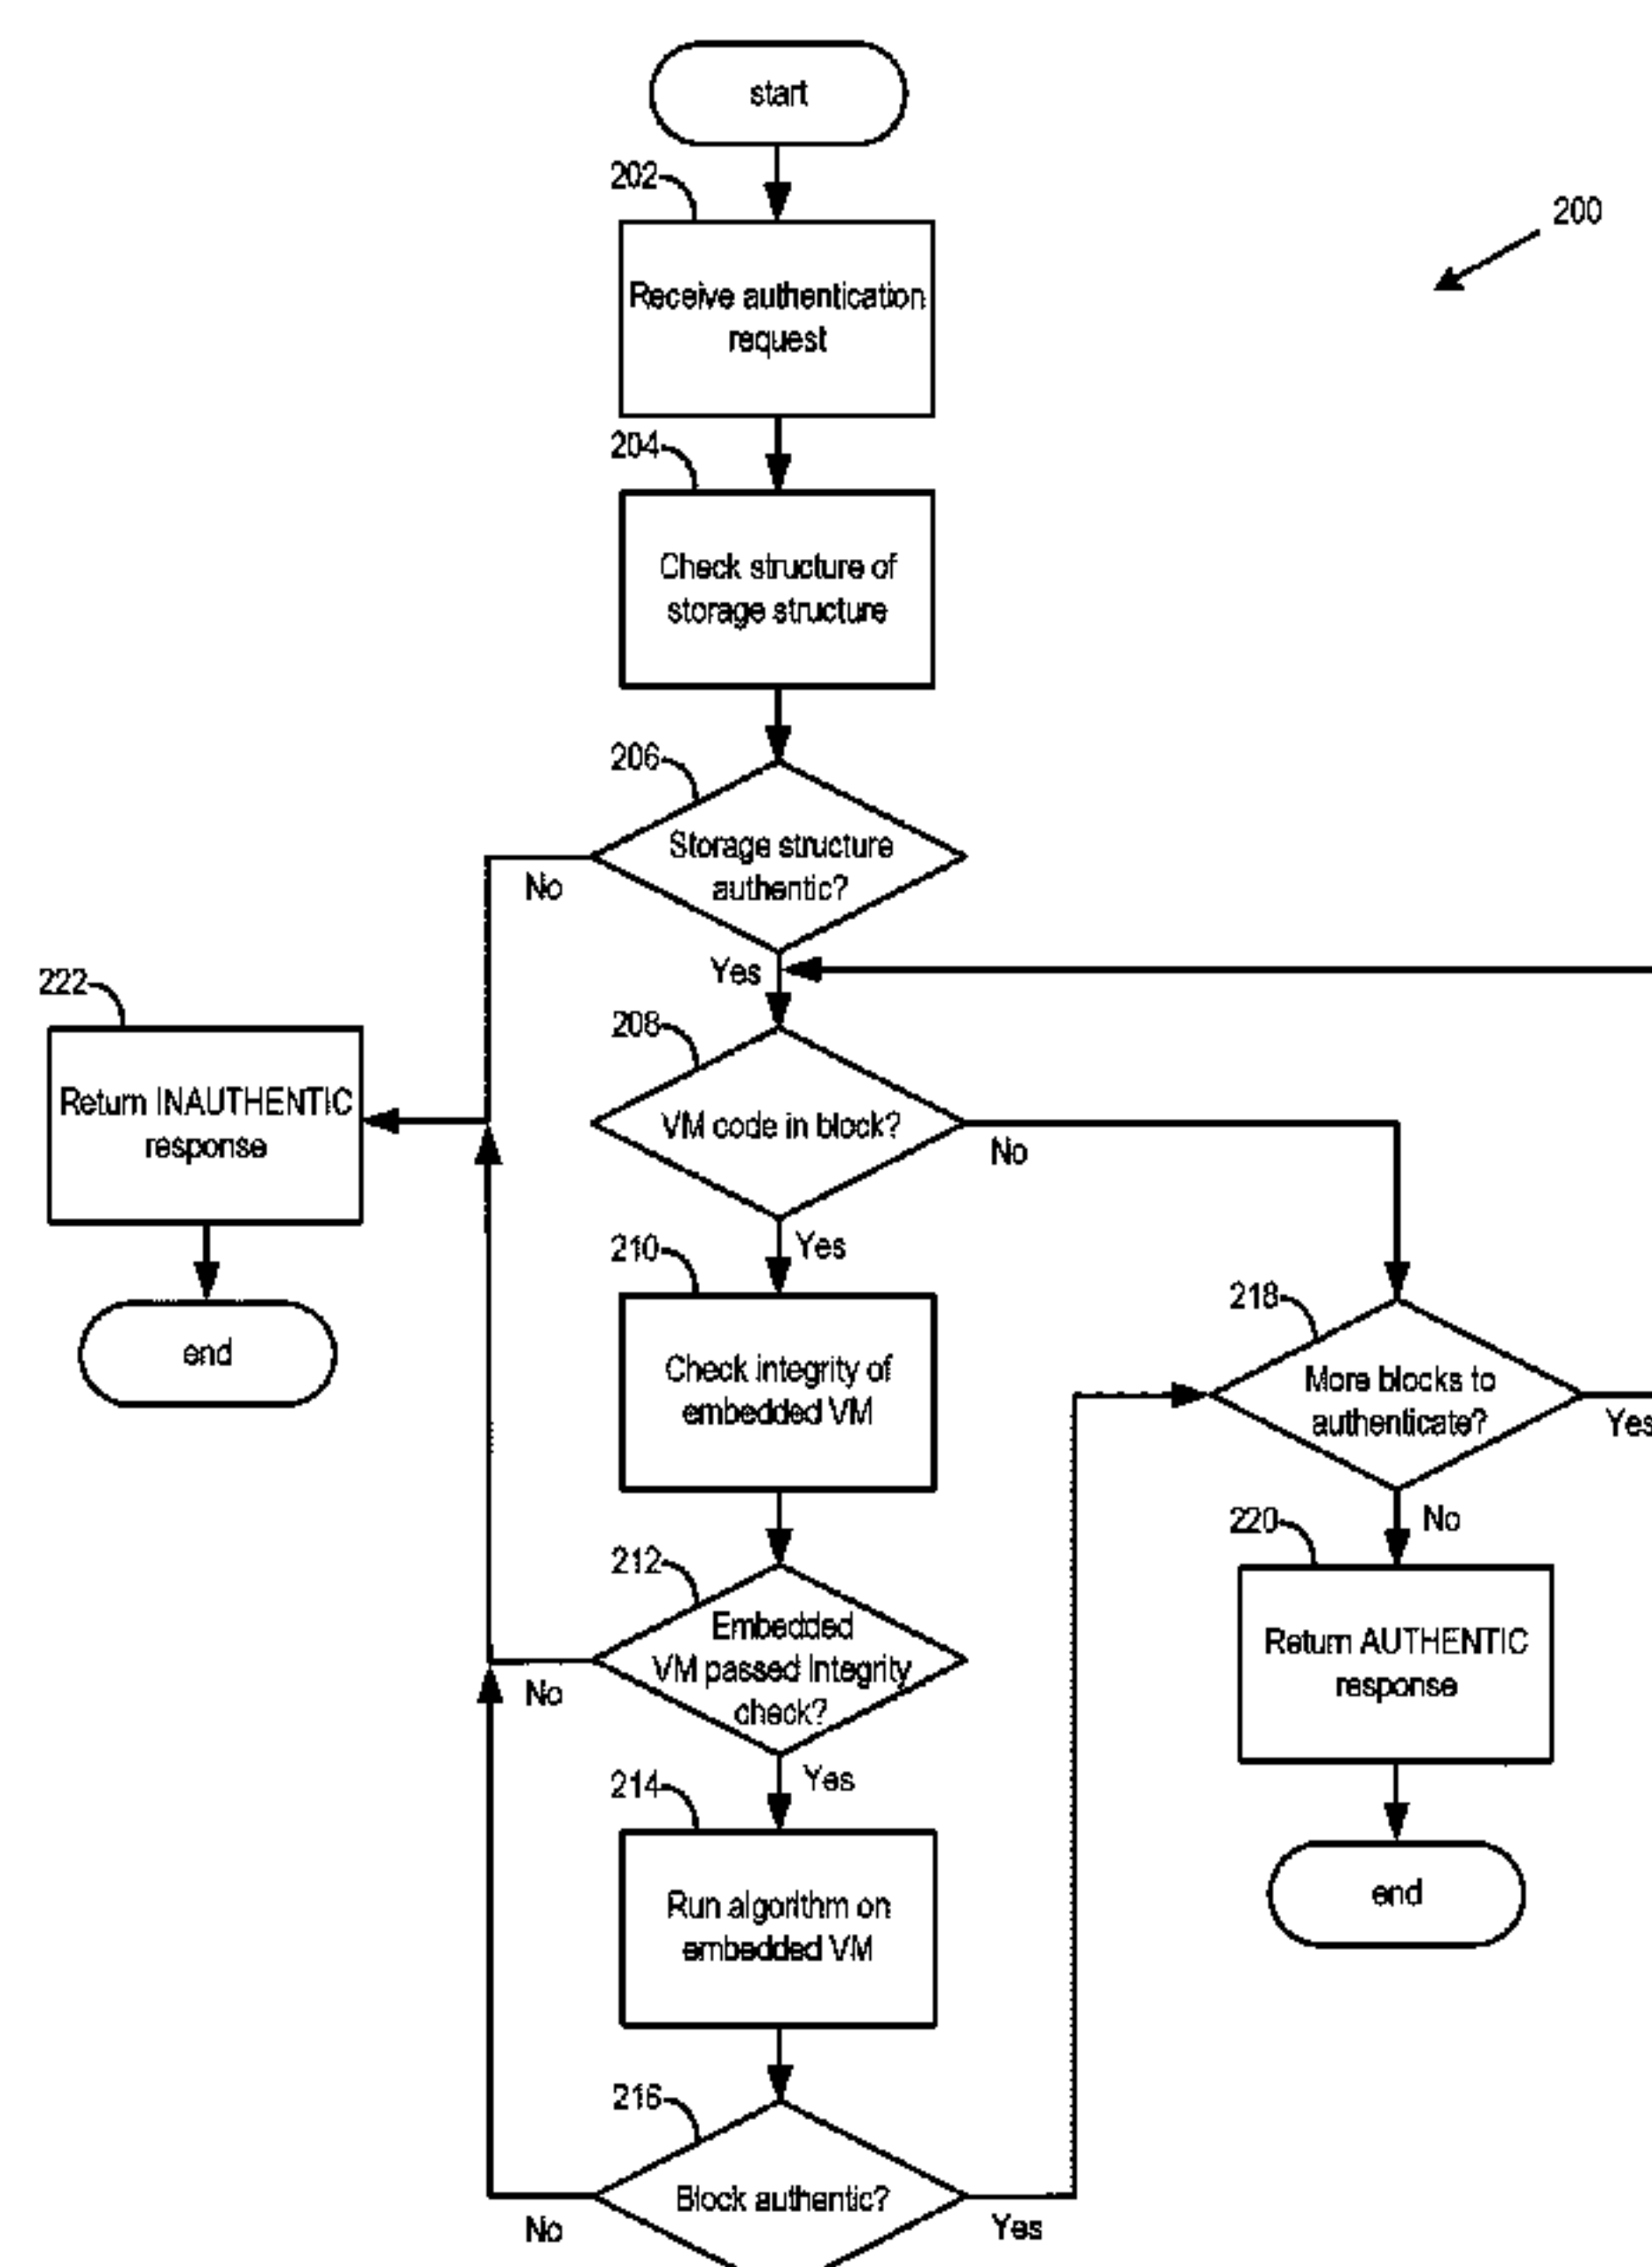 start
202
200
Receive authentication
request
204
Check structure of
storage structure
206
Storage structure
authentic?
No
Yes
222
208
Return INAUTHENTIC
response
VM code in block?
No
210
Yes
218
end
Check integrity of
embedded VM
More blocks to
authenticate?
Yes
220
No
212
Embedded
VM passed Integrity
check?
No
Return AUTHENTIC
response
214
Yes
Run algorithm on
embedded VM
end
216
Block authentic?
No
Yes